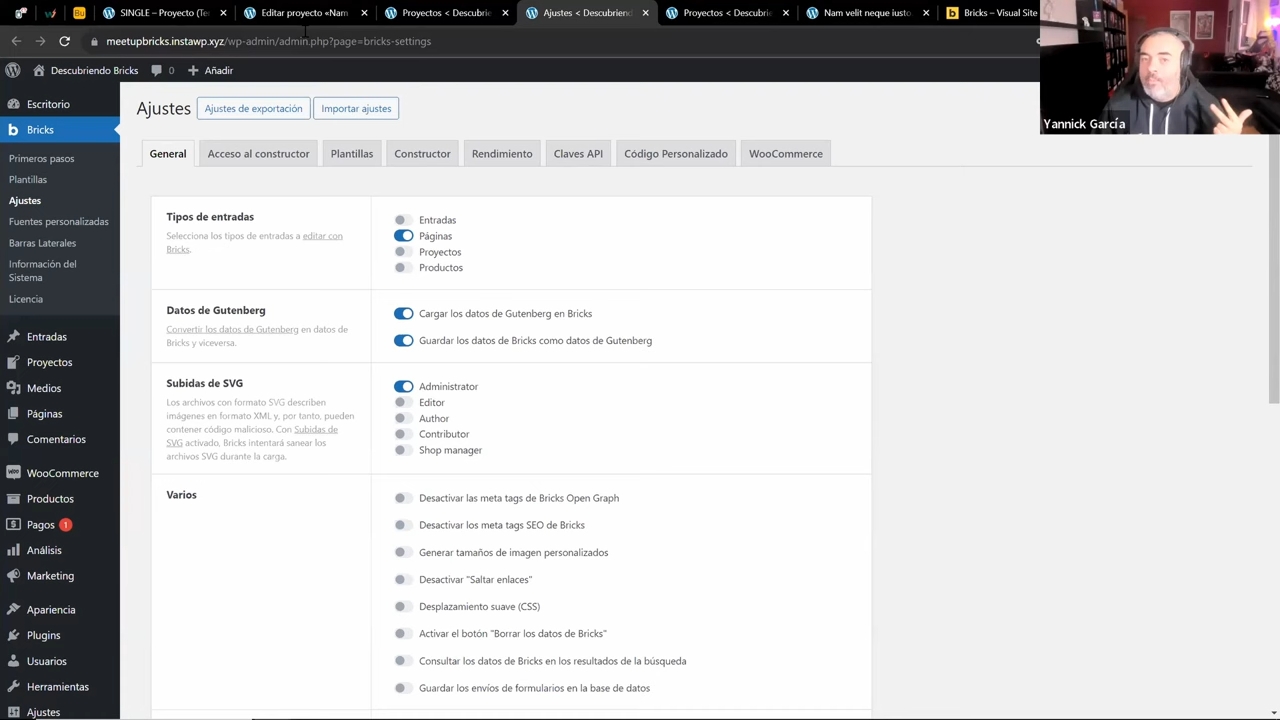 SINGLE – Proyecto (Te
Editar proyecto «Nam
Proyectos < Descubrie
Ajustes < Descubriend
Proyectos < Descubrie
Nam velit neque iusto
Bricks – Visual Site
meetupbricks.instawp.xyz/wp-admin/admin.php?page=bricks-settings
Descubriendo Bricks
0
Añadir
Yannick García
Escritorio
Bricks
Primeros pasos
Plantillas
Ajustes
Fuentes personalizadas
Barras Laterales
Información del
Sistema
Licencia
Entradas
Proyectos
Medios
Páginas
Comentarios
WooCommerce
Productos
Pagos 1
Análisis
Marketing
Apariencia
Plugins
Usuarios
Herramientas
Ajustes
Ajustes
Ajustes de exportación
Importar ajustes
General
Acceso al constructor
Plantillas
Constructor
Rendimiento
Claves API
Código Personalizado
WooCommerce
Tipos de entradas
Selecciona los tipos de entradas a editar con
Bricks.
Entradas
Páginas
Proyectos
Productos
Datos de Gutenberg
Convertir los datos de Gutenberg en datos de
Bricks y viceversa.
Cargar los datos de Gutenberg en Bricks
Guardar los datos de Bricks como datos de Gutenberg
Subidas de SVG
Los archivos con formato SVG describen
imágenes en formato XML y, por tanto, pueden
contener código malicioso. Con Subidas de
SVG activado, Bricks intentará sanear los
archivos SVG durante la carga.
Administrator
Editor
Author
Contributor
Shop manager
Varios
Desactivar las meta tags de Bricks Open Graph
Desactivar los meta tags SEO de Bricks
Generar tamaños de imagen personalizados
Desactivar "Saltar enlaces"
Desplazamiento suave (CSS)
Activar el botón "Borrar los datos de Bricks"
Consultar los datos de Bricks en los resultados de la búsqueda
Guardar los envíos de formularios en la base de datos